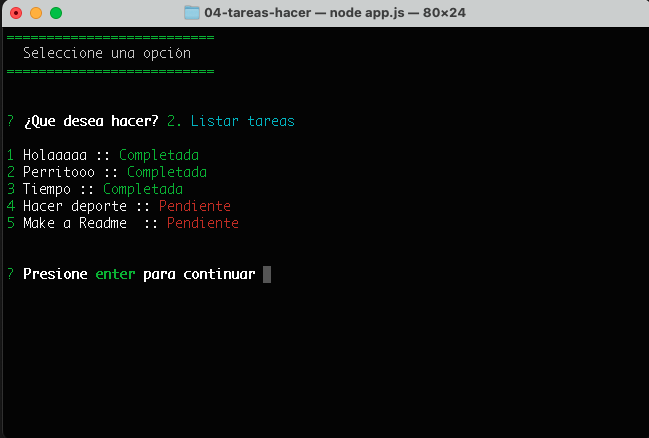 04-tareas-hacer — node app.js — 80×24
==========================
Seleccione una opción
==========================
? ¿Que desea hacer? 2. Listar tareas
1 Holaaaaa :: Completada
2 Perritooo :: Completada
3 Tiempo :: Completada
4 Hacer deporte :: Pendiente
5 Make a Readme  :: Pendiente
? Presione enter para continuar